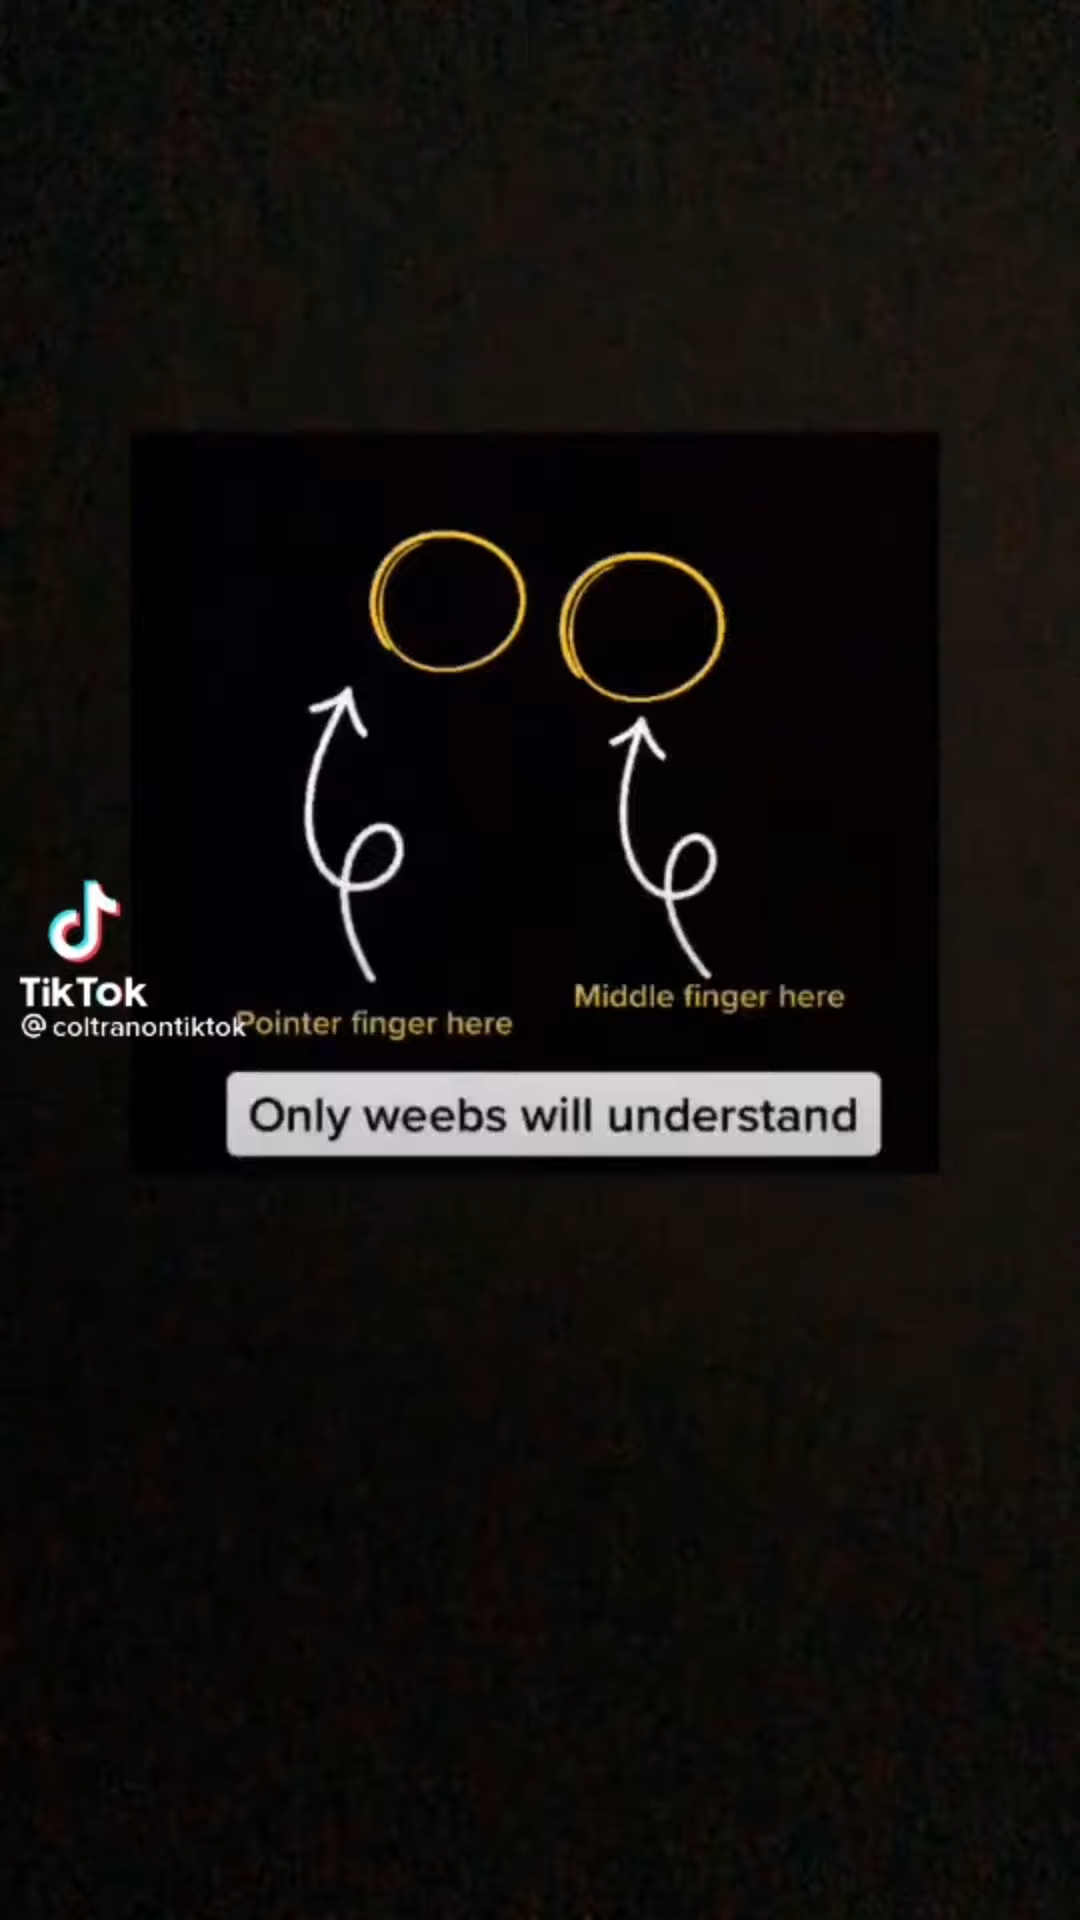 Middle finger here
TikTok
@coltranontiktok
Pointer finger here
Only weebs will understand